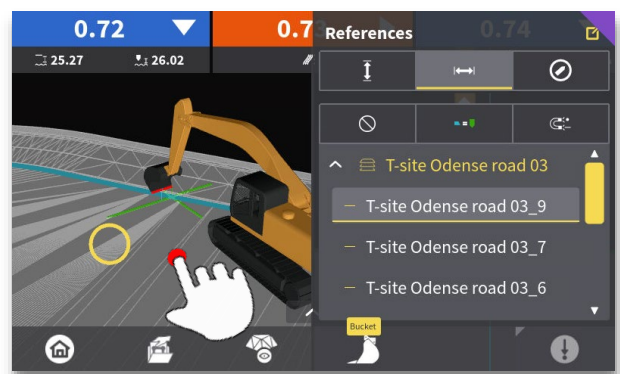 0.72
0.7
0.74
References
25.27
26.02
T-site Odense road 03
T-site Odense road 03_9
T-site Odense road 03_7
T-site Odense road 03_6
Bucket